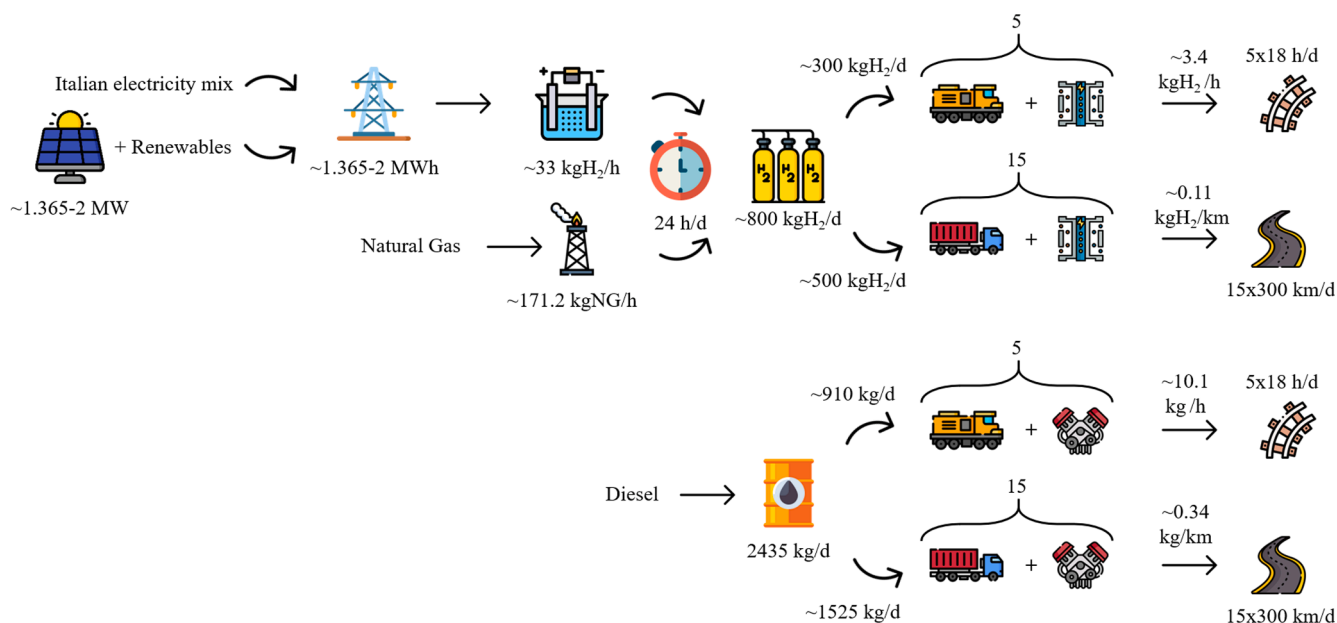 Italian electricity mix
+ Renewables
~1.365-2 MW
~1.365-2 MWh
+ -
~33 kgH₂/h
Natural Gas
~171.2 kgNG/h
24 h/d
H₂ H₂ H₂
~800 kgH₂/d
~300 kgH₂/d
5
+
~3.4
kgH₂/h
5x18 h/d
~500 kgH₂/d
15
+
~0.11
kgH₂/km
15x300 km/d
Diesel
2435 kg/d
~910 kg/d
5
+
~10.1
kg/h
5x18 h/d
~1525 kg/d
15
+
~0.34
kg/km
15x300 km/d